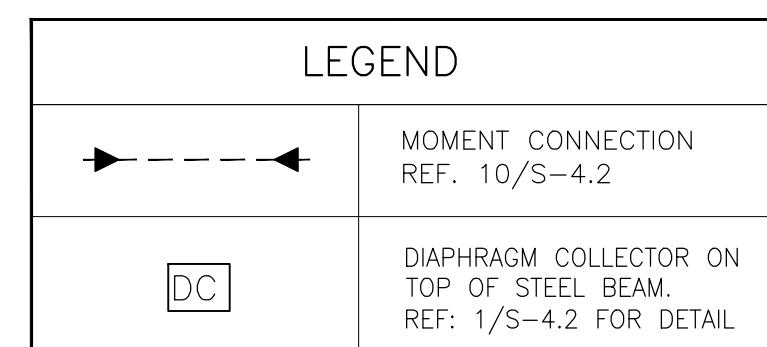 LEGEND
MOMENT CONNECTION
REF. 10/S-4.2
DC
DIAPHRAGM COLLECTOR ON
TOP OF STEEL BEAM.
REF: 1/S-4.2 FOR DETAIL